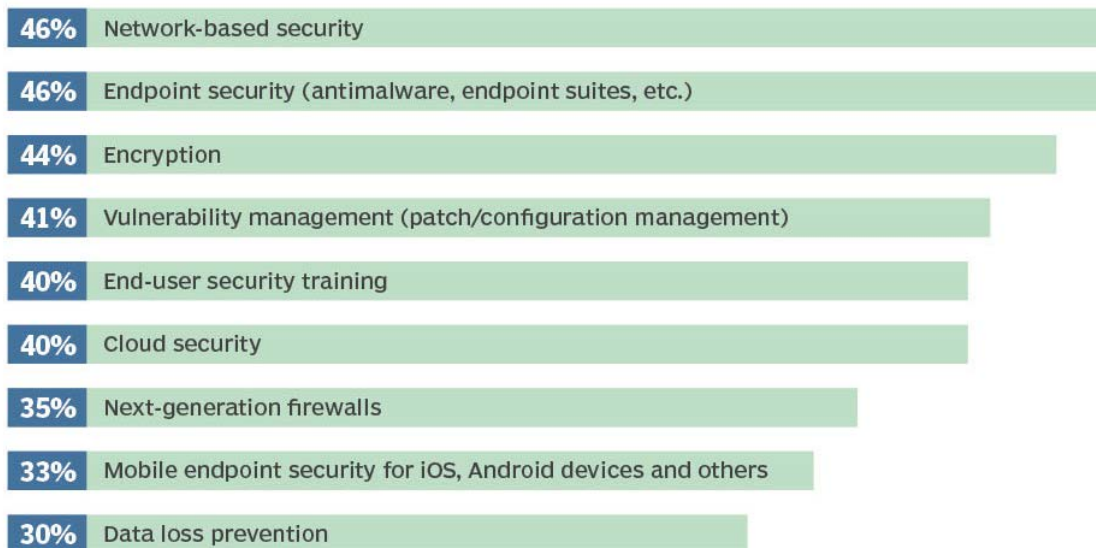 46% Network-based security
46% Endpoint security (antimalware, endpoint suites, etc.)
44% Encryption
41% Vulnerability management (patch/configuration management)
40% End-user security training
40% Cloud security
35% Next-generation firewalls
33% Mobile endpoint security for iOS, Android devices and others
30% Data loss prevention